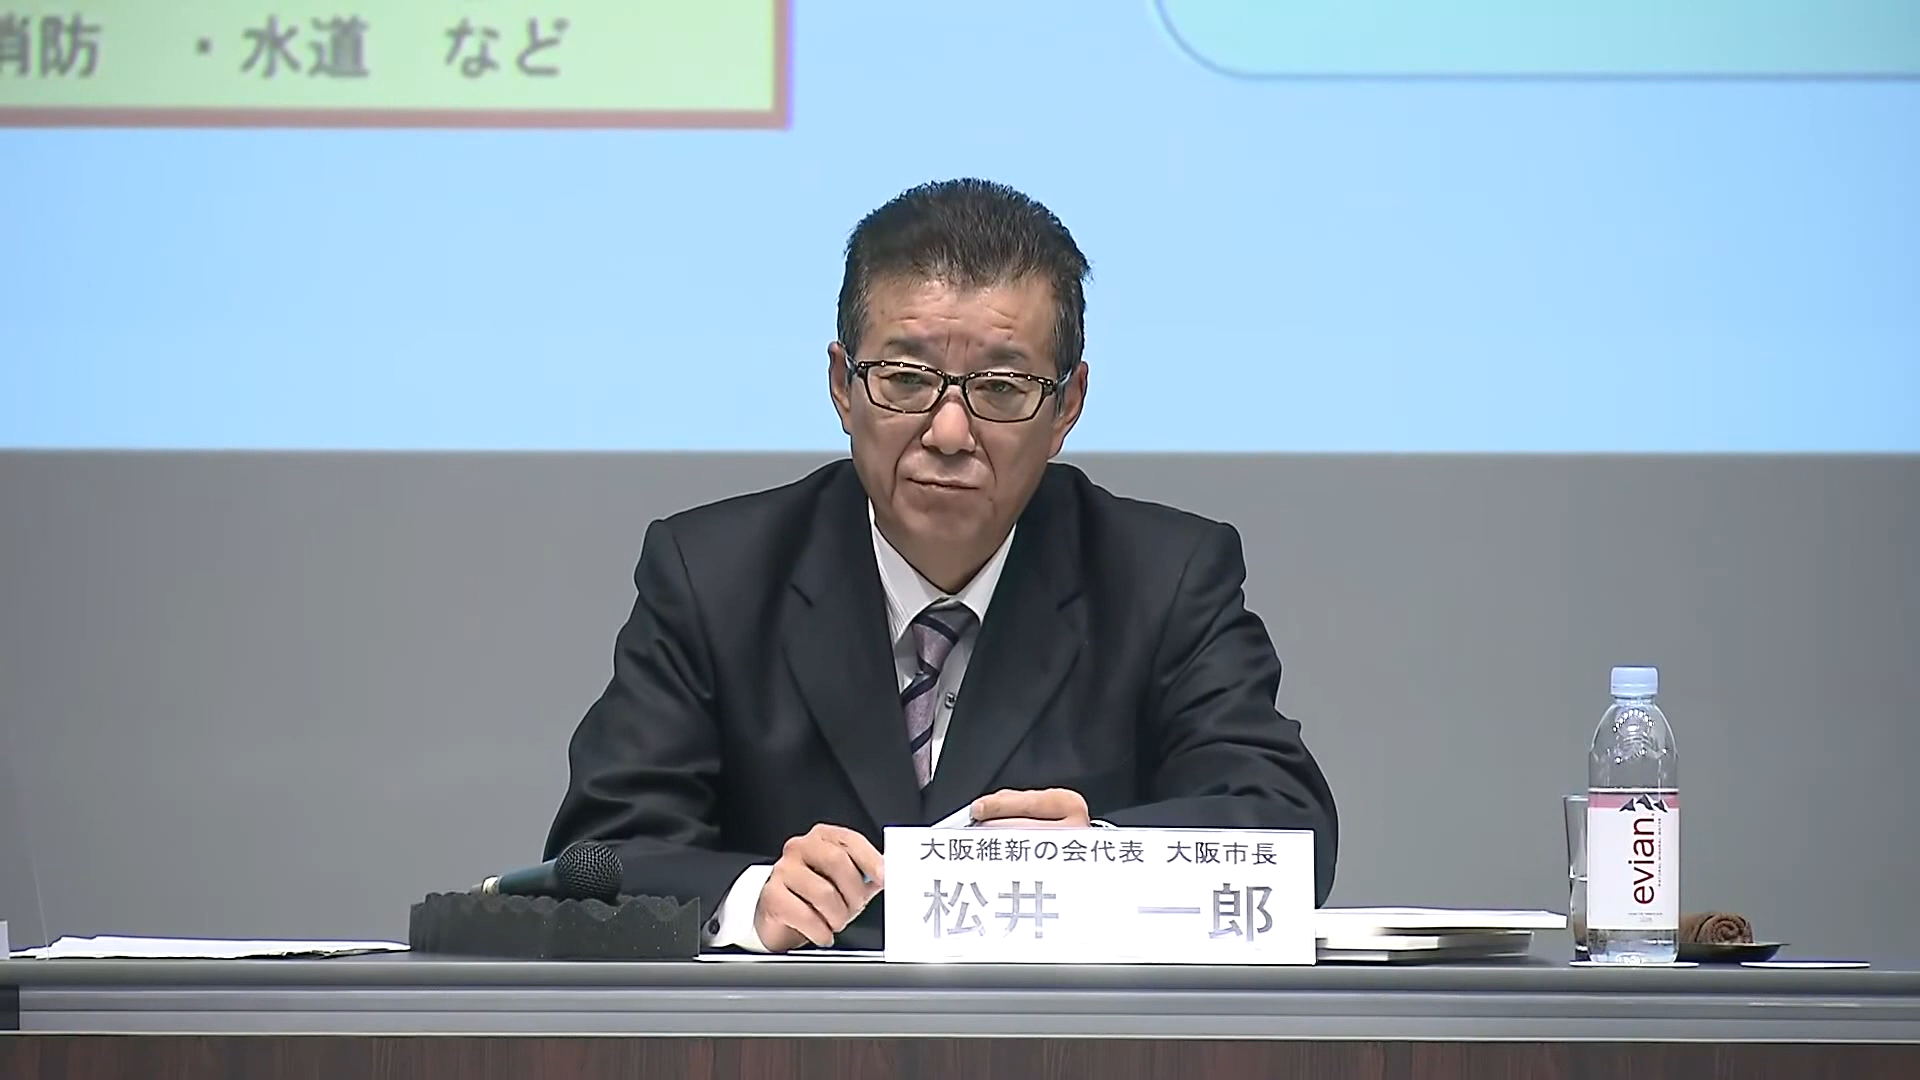 消防 ・水道 など
大阪維新の会代表 大阪市長
松井 一郎
evian